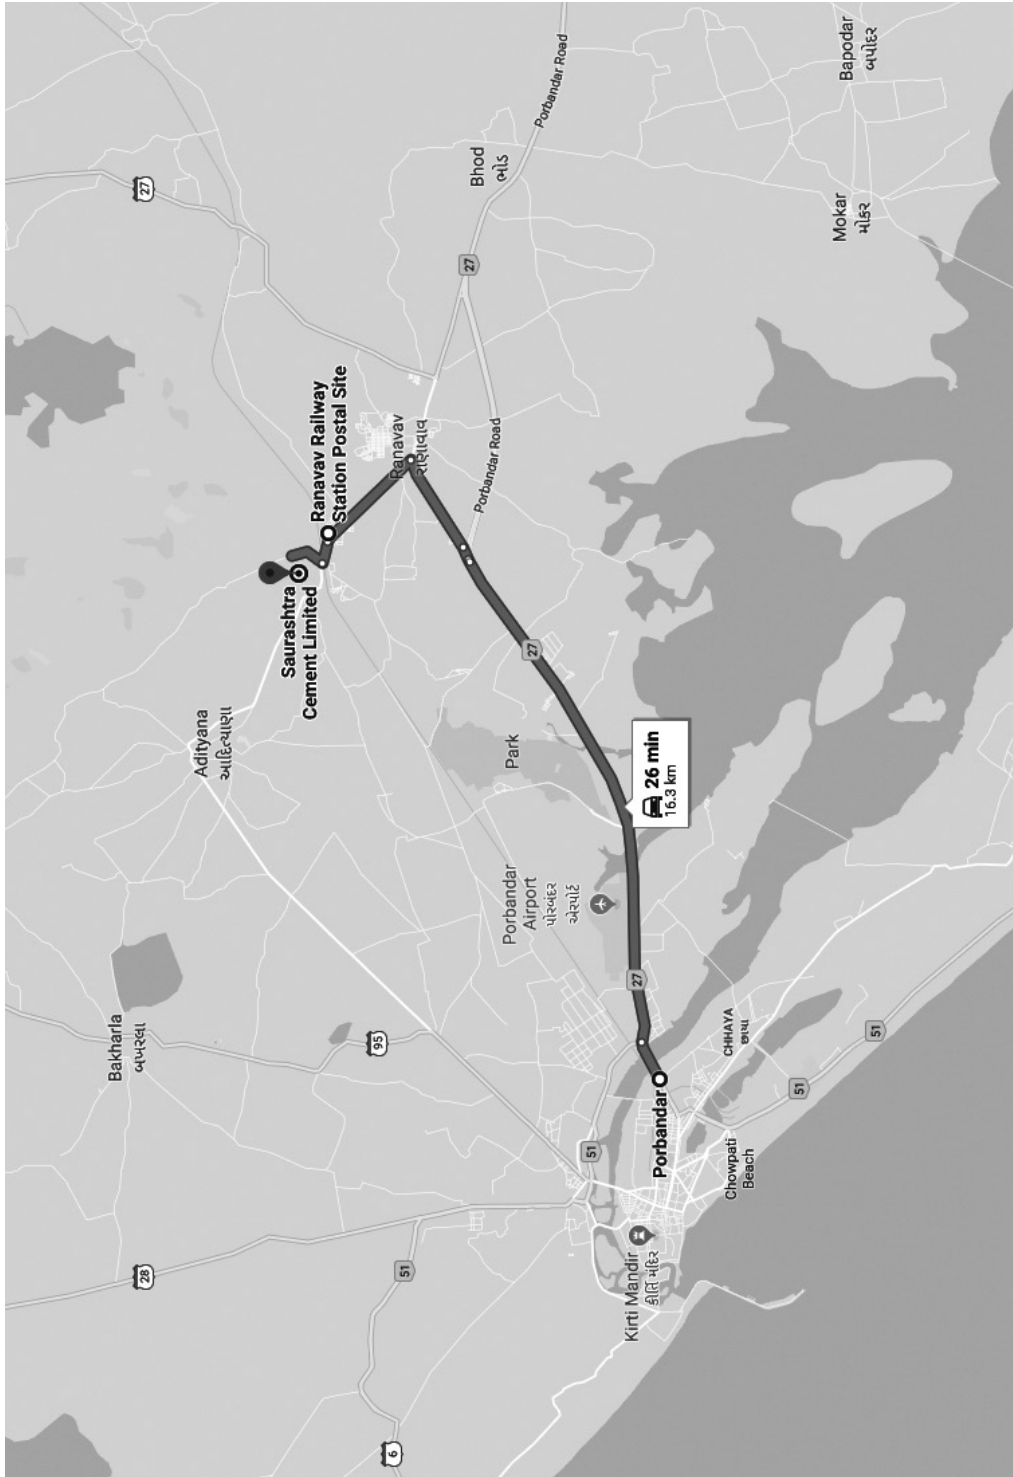 28
6
51
Bakharla
બખરલા
95
Adityana
આદિત્યાણા
27
Saurashtra
Cement Limited
Ranavav Railway
Station Postal Site
Ranavav
રાણાવાવ
Bhod
ભોડ
27
Porbandar Road
Porbandar Road
Bapodar
બાપોદર
Mokar
મોકર
27
Park
26 min
16.3 km
Porbandar
Airport
પોરબંદર
એરપોર્ટ
27
51
Porbandar
CHHAYA
છાયા
51
51
Chowpati
Beach
Kirti Mandir
કીર્તિ મંદિર